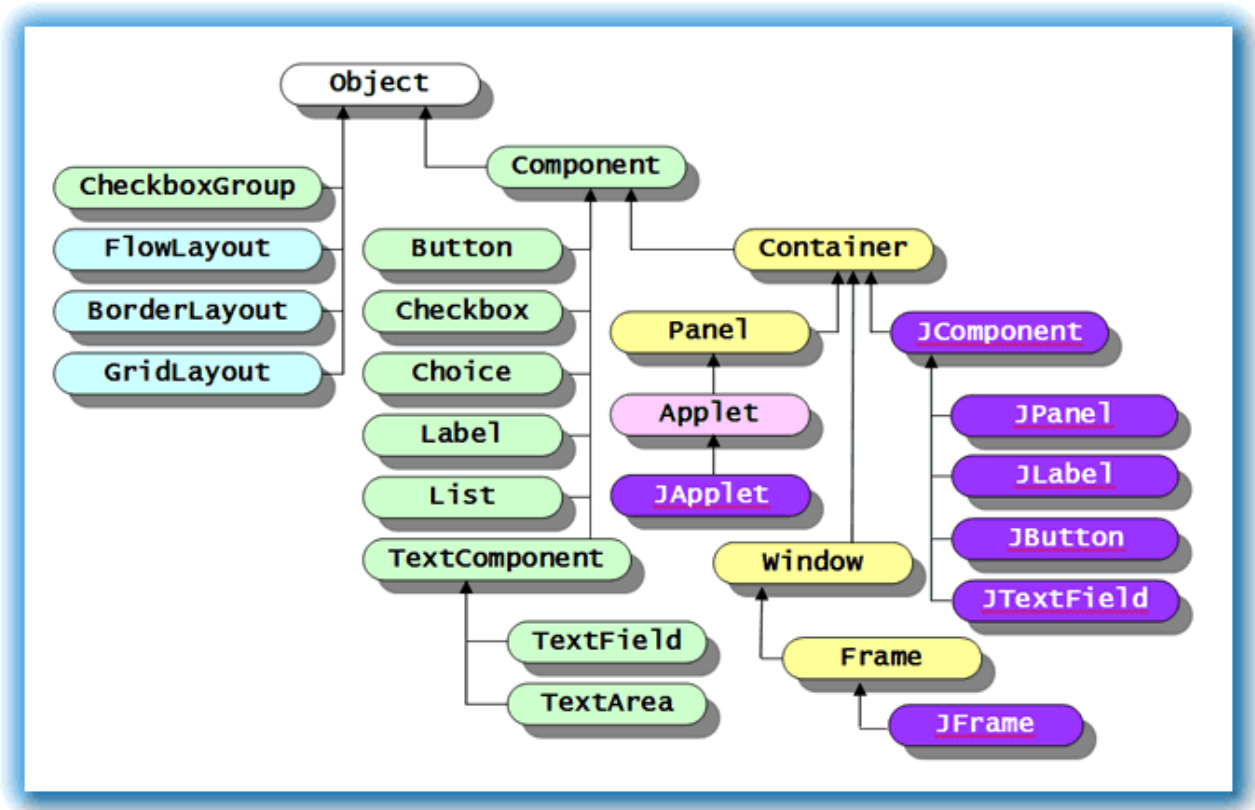 Object
Component
CheckboxGroup
FlowLayout
BorderLayout
GridLayout
Button
Checkbox
Choice
Label
List
TextComponent
TextField
TextArea
Container
Panel
Applet
JApplet
Window
Frame
JFrame
JComponent
JPanel
JLabel
JButton
JTextField